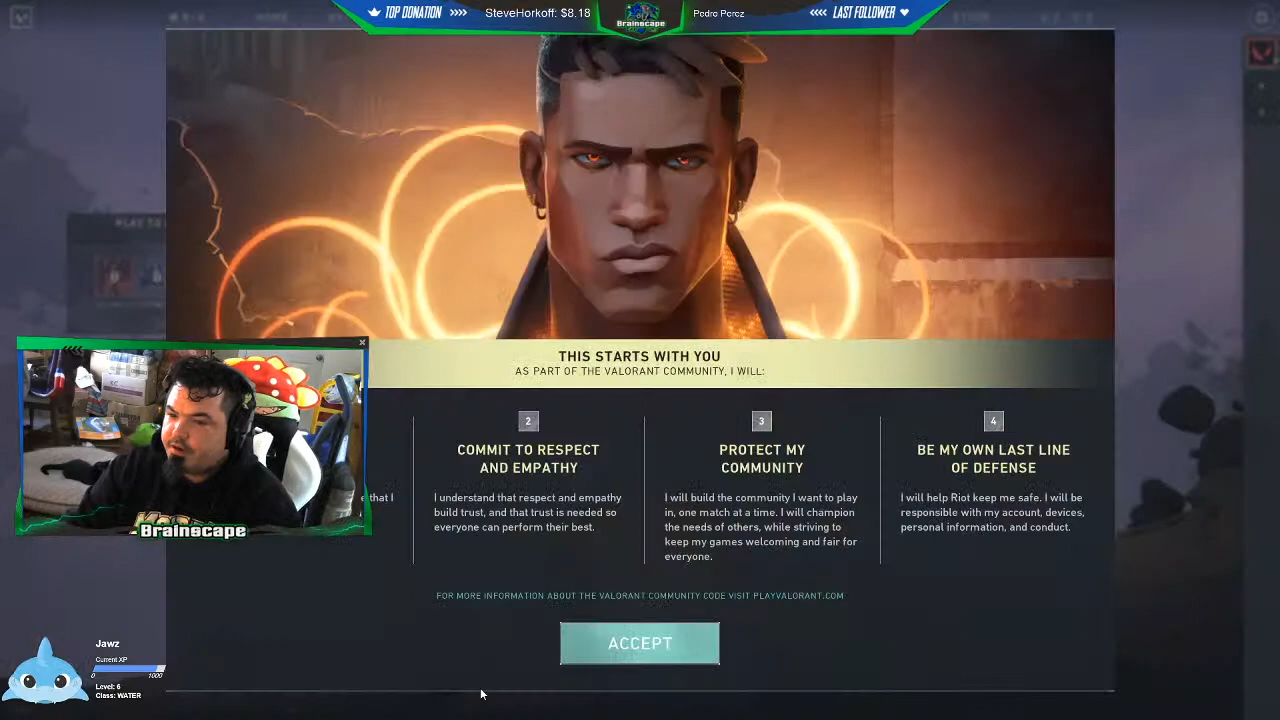 TOP DONATION >>>>
SteveHorkoff: $8.18
Brainscape
Pedro Perez
<<<< LAST FOLLOWER
THIS STARTS WITH YOU
AS PART OF THE VALORANT COMMUNITY, I WILL:
e that I
2
COMMIT TO RESPECT
AND EMPATHY
I understand that respect and empathy
build trust, and that trust is needed so
everyone can perform their best.
3
PROTECT MY
COMMUNITY
I will build the community I want to play
in, one match at a time. I will champion
the needs of others, while striving to
keep my games welcoming and fair for
everyone.
4
BE MY OWN LAST LINE
OF DEFENSE
I will help Riot keep me safe. I will be
responsible with my account, devices,
personal information, and conduct.
FOR MORE INFORMATION ABOUT THE VALORANT COMMUNITY CODE VISIT PLAYVALORANT.COM
ACCEPT
Brainscape
Jawz
Current XP
0 1000
Level: 6
Class: WATER